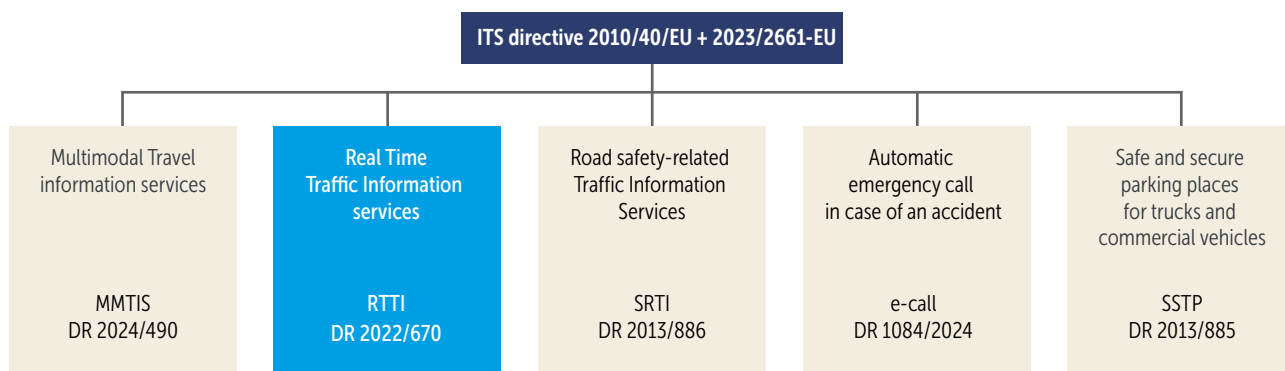 ITS directive 2010/40/EU + 2023/2661-EU
Multimodal Travel
information services
MMTIS
DR 2024/490
Real Time
Traffic Information
services
RTTI
DR 2022/670
Road safety-related
Traffic Information
Services
SRTI
DR 2013/886
Automatic
emergency call
in case of an accident
e-call
DR 1084/2024
Safe and secure
parking places
for trucks and
commercial vehicles
SSTP
DR 2013/885